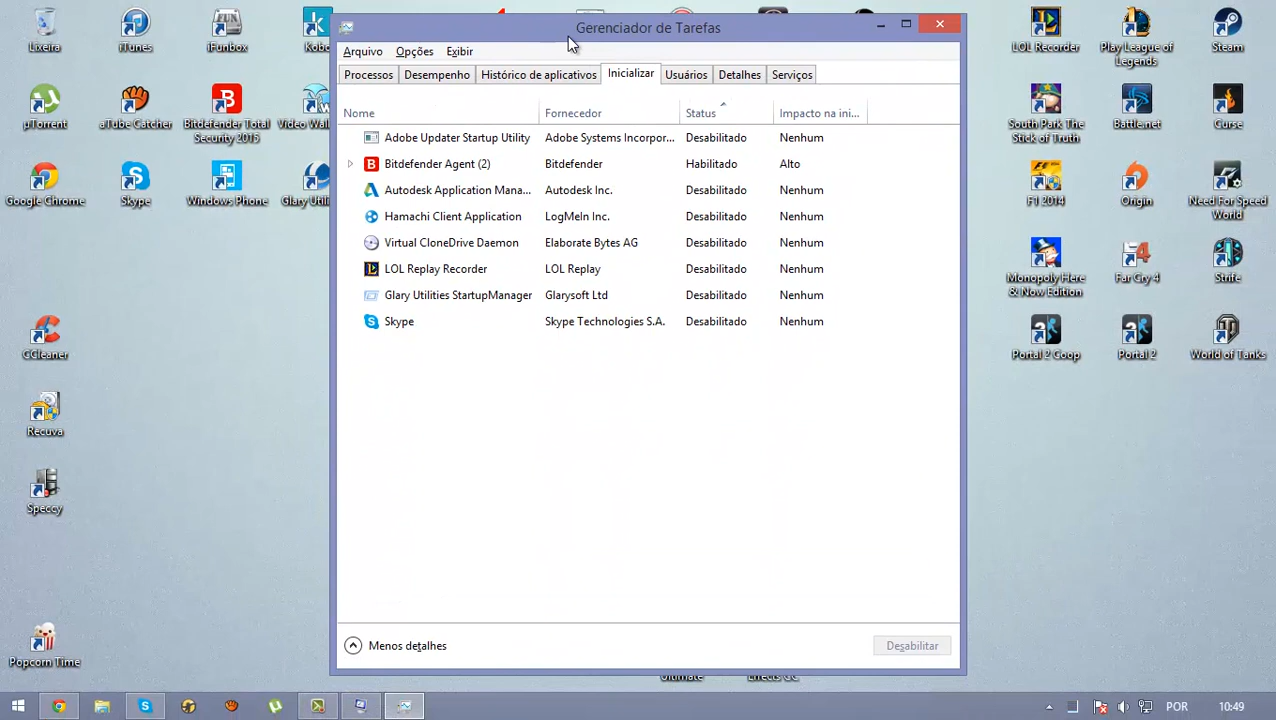 Gerenciador de Tarefas
Arquivo Opções Exibir
Processos Desempenho Histórico de aplicativos Inicializar Usuários Detalhes Serviços
Nome Fornecedor Status Impacto na ini...
Adobe Updater Startup Utility Adobe Systems Incorpor... Desabilitado Nenhum
Bitdefender Agent (2) Bitdefender Habilitado Alto
Autodesk Application Mana... Autodesk Inc. Desabilitado Nenhum
Hamachi Client Application LogMeIn Inc. Desabilitado Nenhum
Virtual CloneDrive Daemon Elaborate Bytes AG Desabilitado Nenhum
LOL Replay Recorder LOL Replay Desabilitado Nenhum
Glary Utilities StartupManager Glarysoft Ltd Desabilitado Nenhum
Skype Skype Technologies S.A. Desabilitado Nenhum
Menos detalhes Desabilitar
Lixeira
iTunes
iFunbox
Kobo
µTorrent
aTube Catcher
Bitdefender Total
Security 2015
Video Wal
Google Chrome
Skype
Windows Phone
Glary Utili
CCleaner
Recuva
Speccy
Popcorn Time
LOL Recorder
Play League of
Legends
Steam
South Park The
Stick of Truth
Battle.net
Curse
F1 2014
Origin
Need For Speed
World
Monopoly Here
& Now Edition
Far Cry 4
Strife
Portal 2 Coop
Portal 2
World of Tanks
Ultimate
Effects CC
POR 10:49